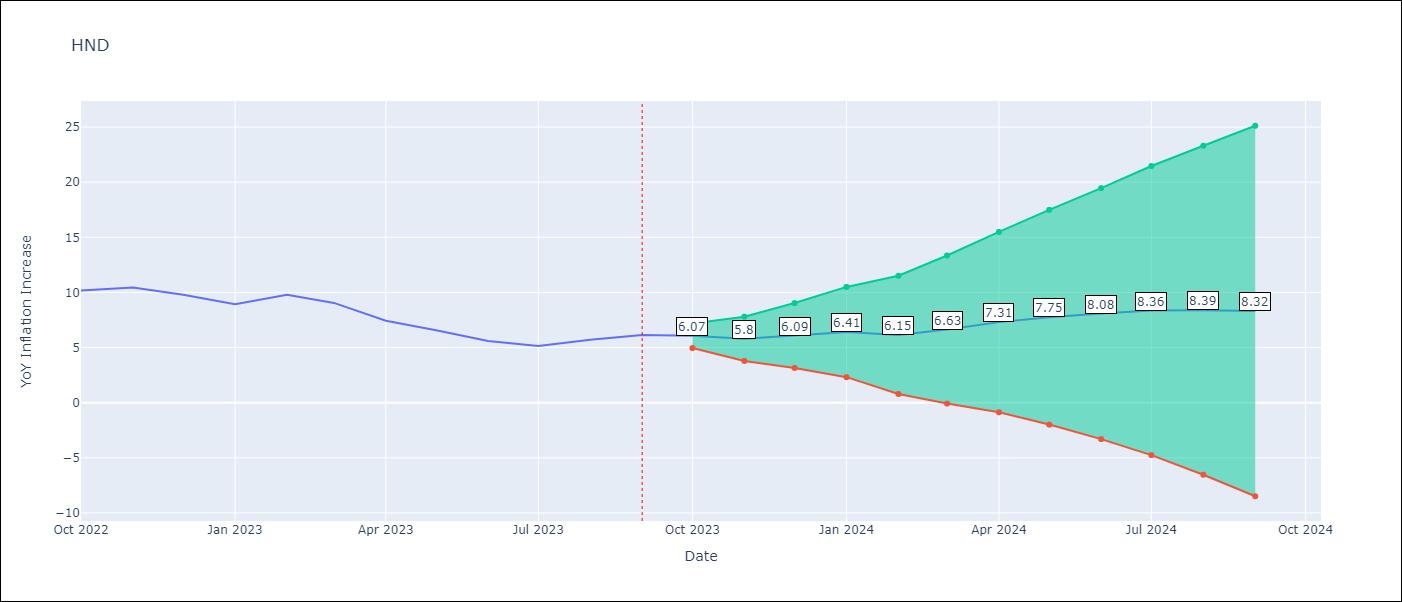 HND
YoY Inflation Increase
25
20
15
10
5
0
−5
−10
6.07
5.8
6.09
6.41
6.15
6.63
7.31
7.75
8.08
8.36
8.39
8.32
Oct 2022
Jan 2023
Apr 2023
Jul 2023
Oct 2023
Jan 2024
Apr 2024
Jul 2024
Oct 2024
Date